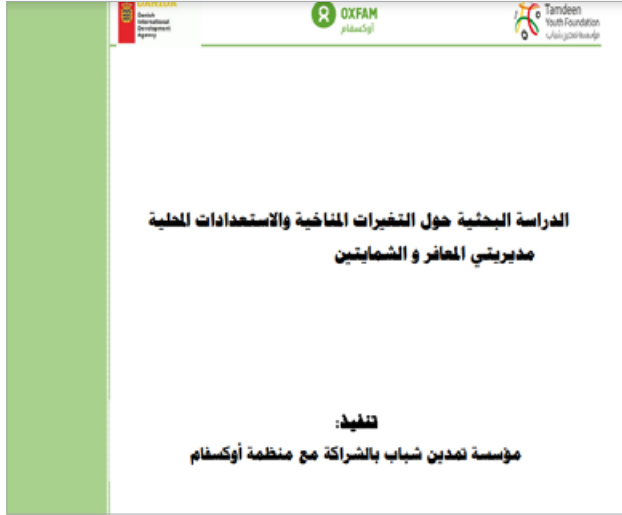 DANIDA
Danish
International
Development
Agency
OXFAM
أوكسفام
Tamdeen
Youth Foundation
مؤسسة تمدين شباب
الدراسة البحثية حول التغيرات المناخية والاستعدادات المحلية
مديريتي المعافر و الشمايتين
تنفيذ:
مؤسسة تمدين شباب بالشراكة مع منظمة أوكسفام